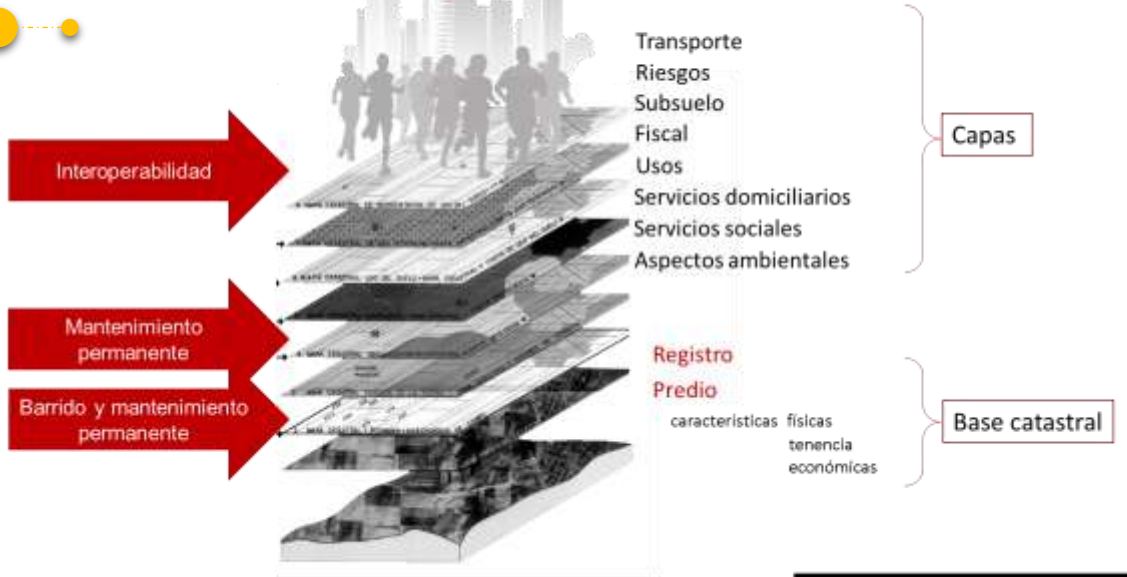 Transporte
Riesgos
Subsuelo
Fiscal
Usos
Servicios domiciliarios
Servicios sociales
Aspectos ambientales
Capas
Interoperabilidad
Mantenimiento
permanente
Barrido y mantenimiento
permanente
Registro
Predio
características físicas
tenencia
económicas
Base catastral